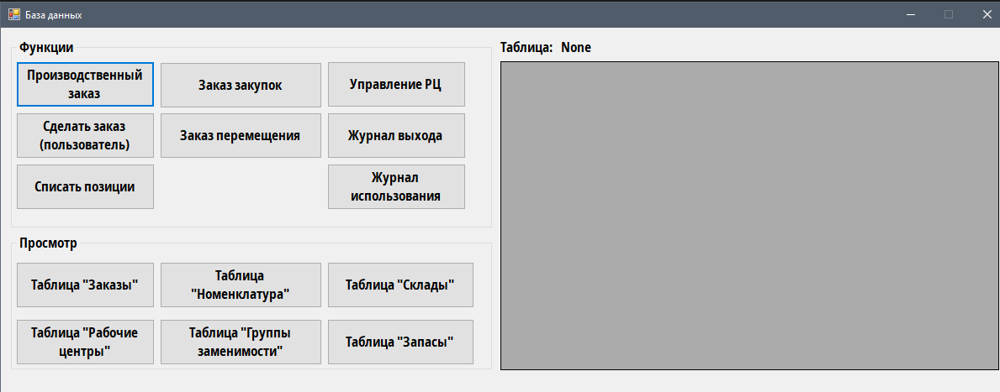 База данных
Функции
Таблица: None
Производственный
заказ
Заказ закупок
Управление РЦ
Сделать заказ
(пользователь)
Заказ перемещения
Журнал выхода
Списать позиции
Журнал
использования
Просмотр
Таблица "Заказы"
Таблица
"Номенклатура"
Таблица "Склады"
Таблица "Рабочие
центры"
Таблица "Группы
заменимости"
Таблица "Запасы"